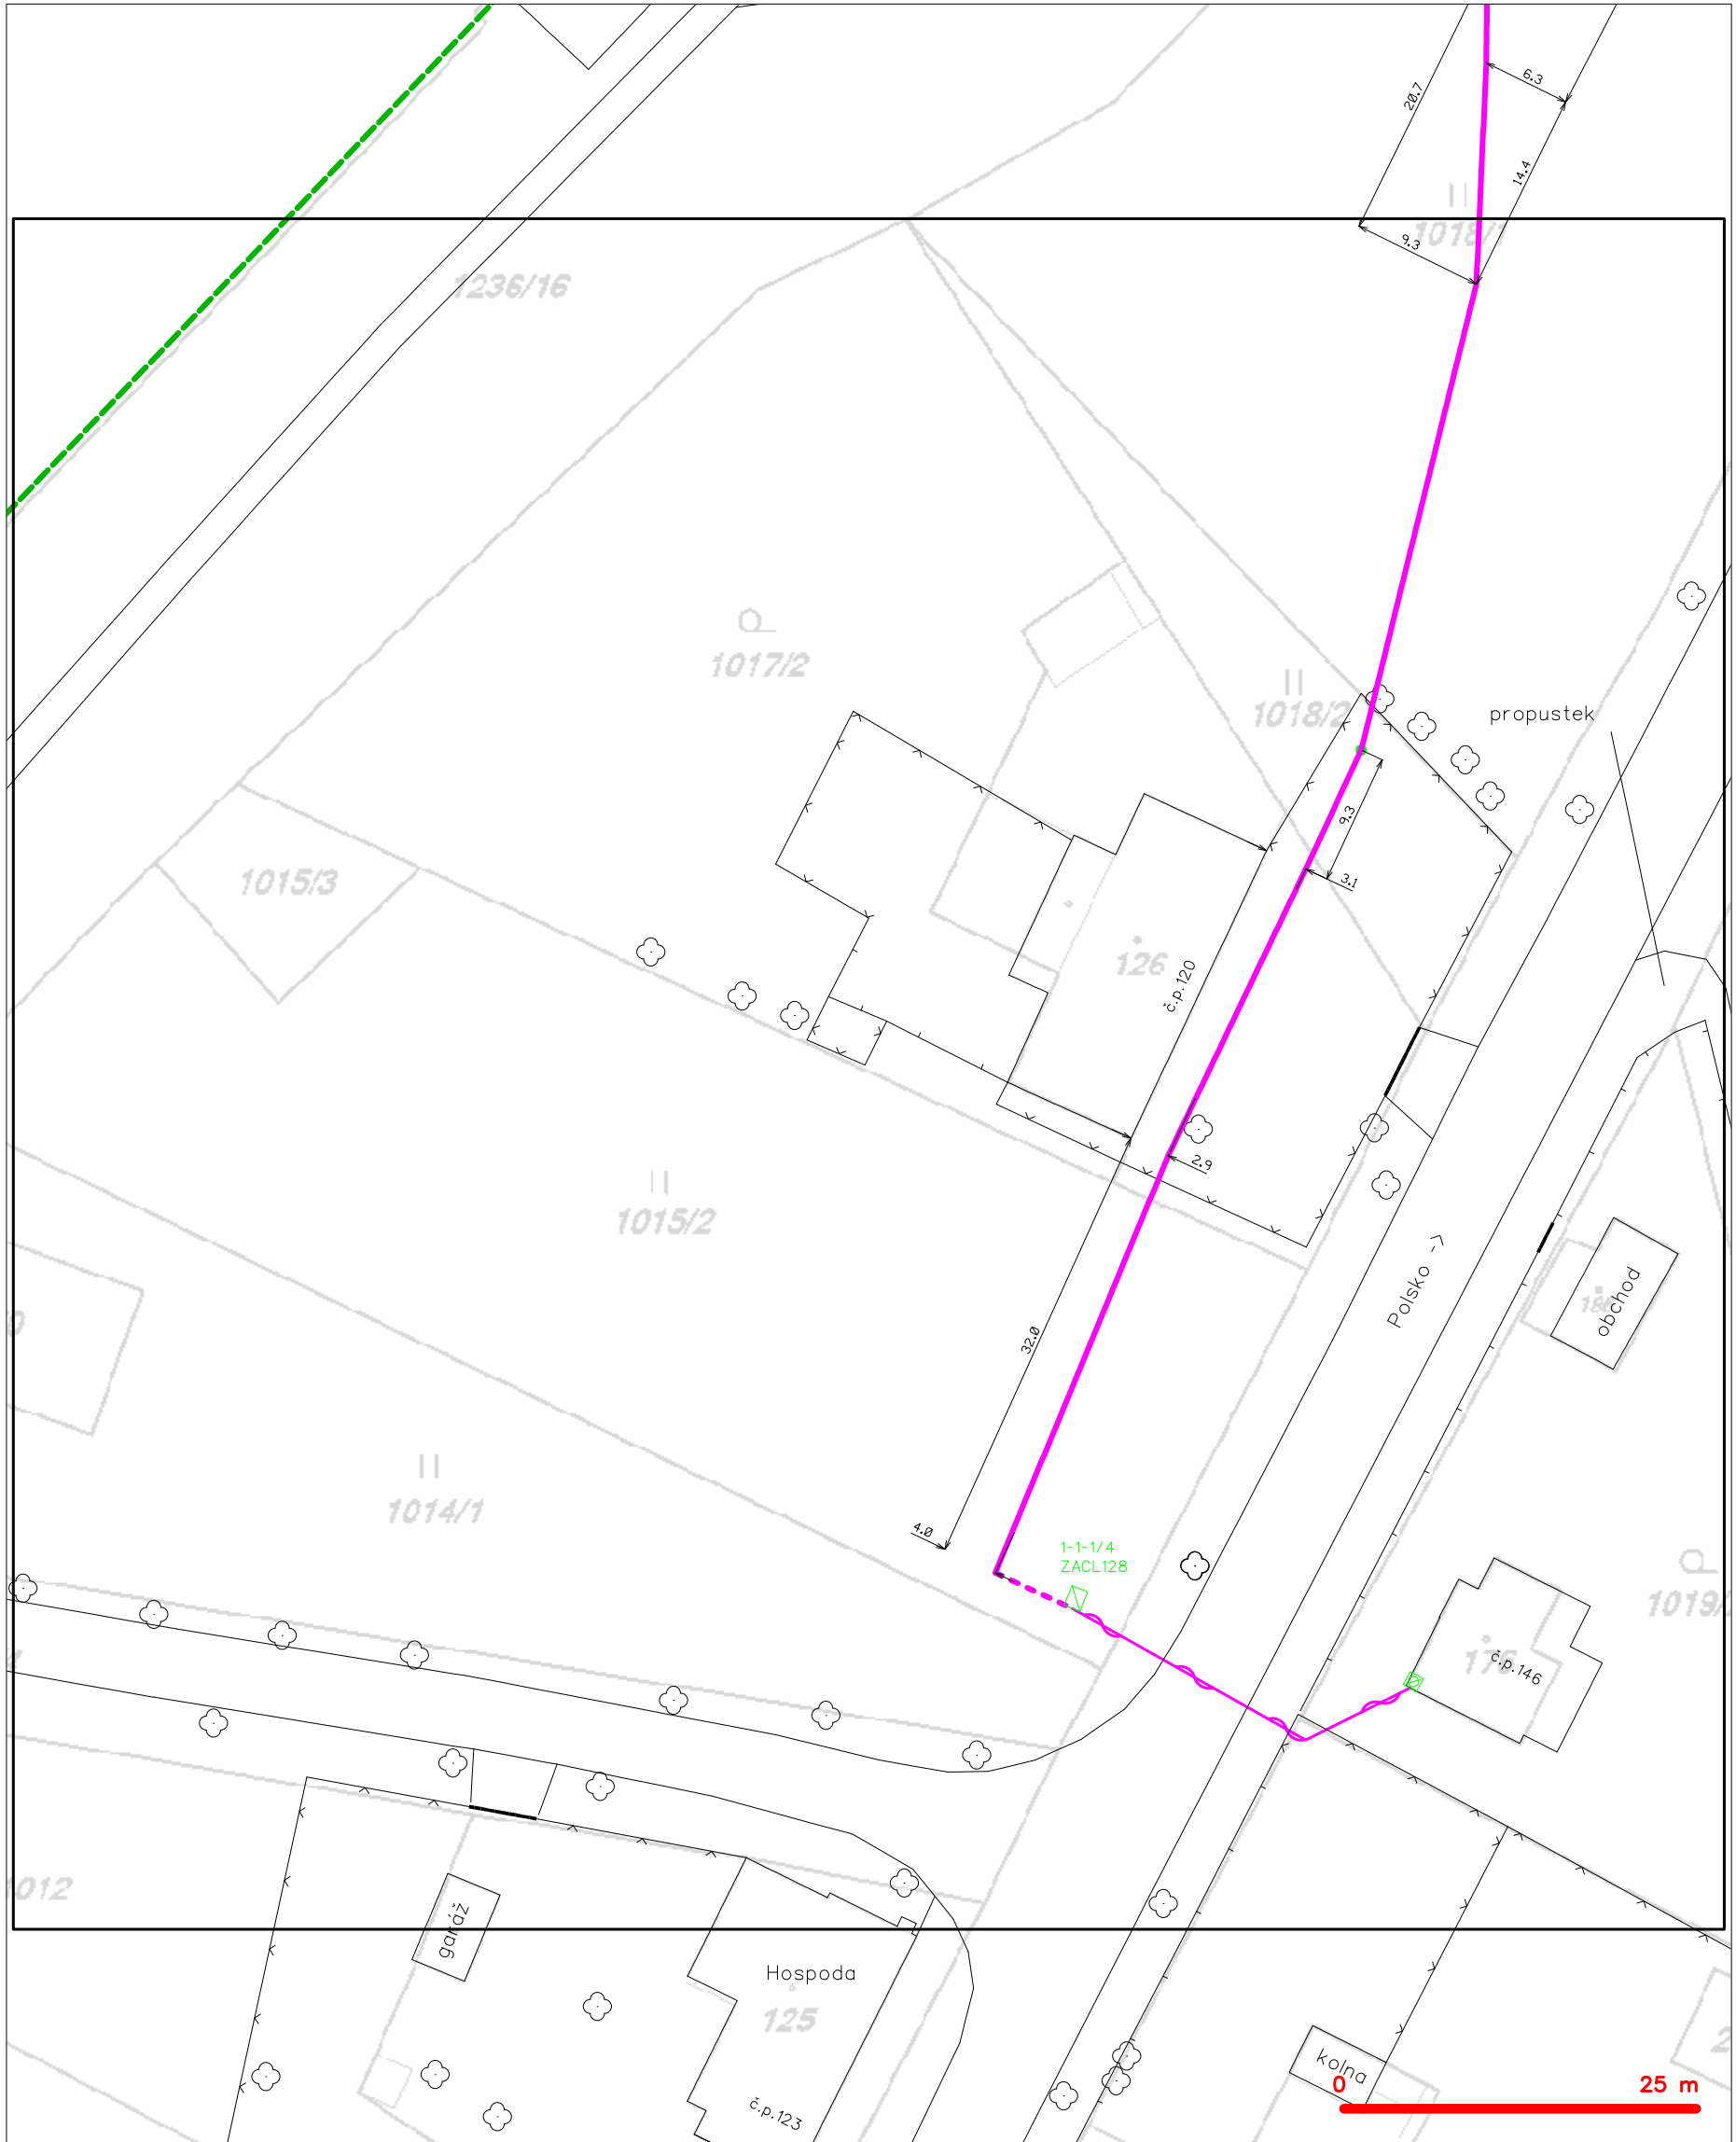 6.3
20.7
14.4
1018/1
9.3
1236/16
1017/2
1018/2
propustek
9.3
3.1
1015/3
126
č.p.120
2.9
1015/2
Polsko ->
obchod
32.0
1014/1
4.0
1-1-1/4
ZACL128
1019/
č.p.146
garáž
Hospoda
125
kolna
č.p.123
0
25 m